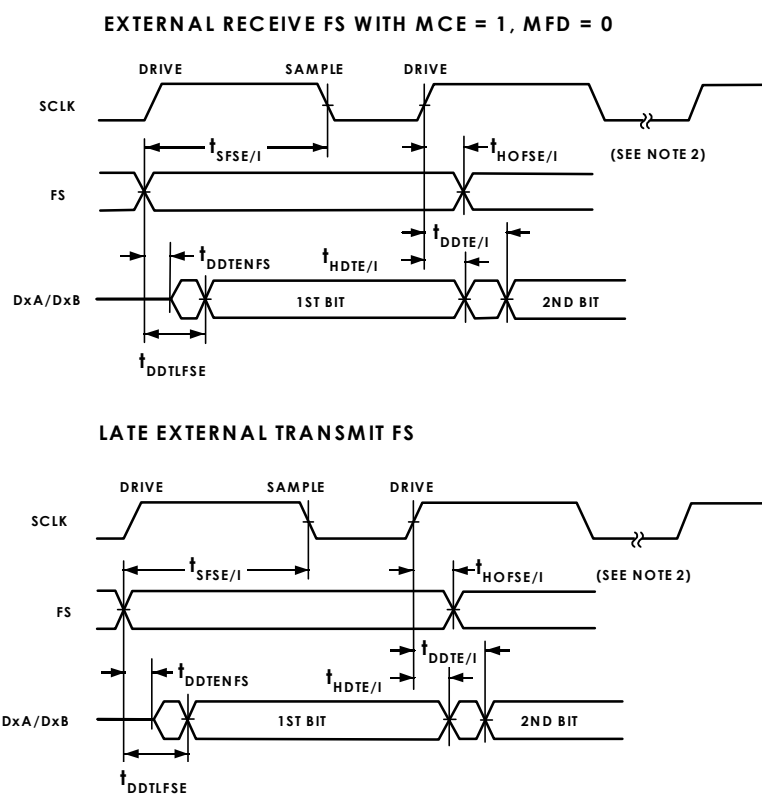 EXTERNAL RECEIVE FS WITH MCE = 1, MFD = 0
DRIVE SAMPLE DRIVE
SCLK
tSFSE/I tHOFSE/I (SEE NOTE 2)
FS
tDDTE/I
tDDTENFS tHDTE/I
DxA/DxB 1ST BIT 2ND BIT
tDDTLFSE
LATE EXTERNAL TRANSMIT FS
DRIVE SAMPLE DRIVE
SCLK
tSFSE/I tHOFSE/I (SEE NOTE 2)
FS
tDDTE/I
tDDTENFS tHDTE/I
DxA/DxB 1ST BIT 2ND BIT
tDDTLFSE